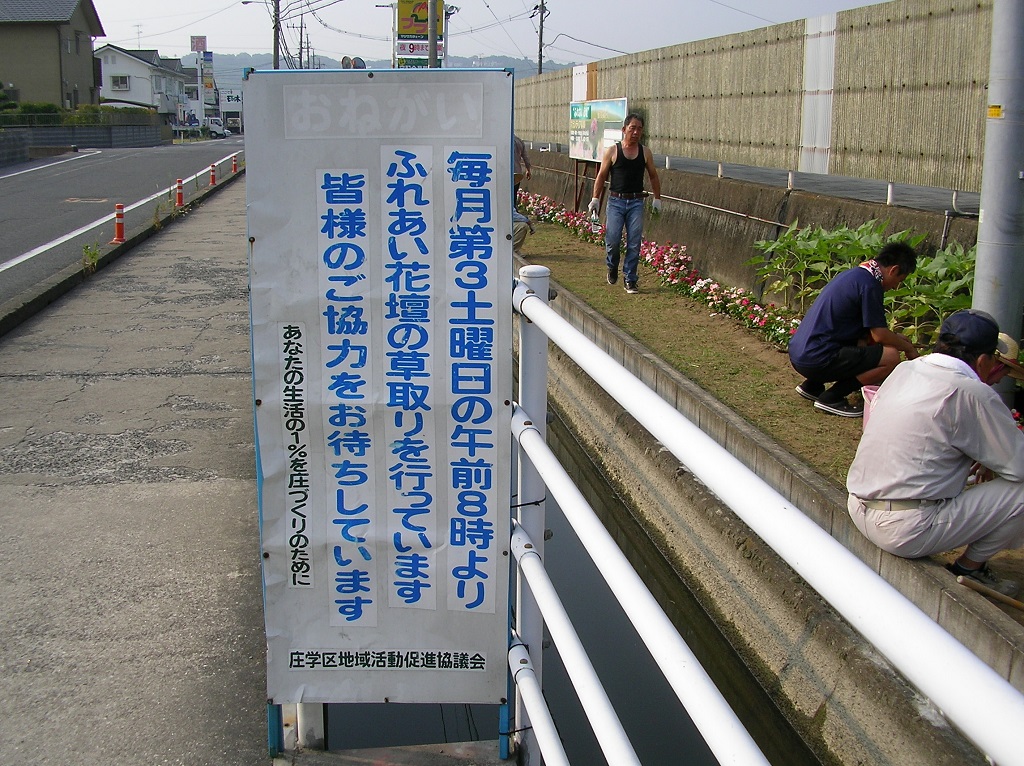 おねがい
毎月第3土曜日の午前8時より
ふれあい花壇の草取りを行っています
皆様のご協力をお待ちしています
あなたの生活の1%を庄づくりのために
庄学区地域活動促進協議会